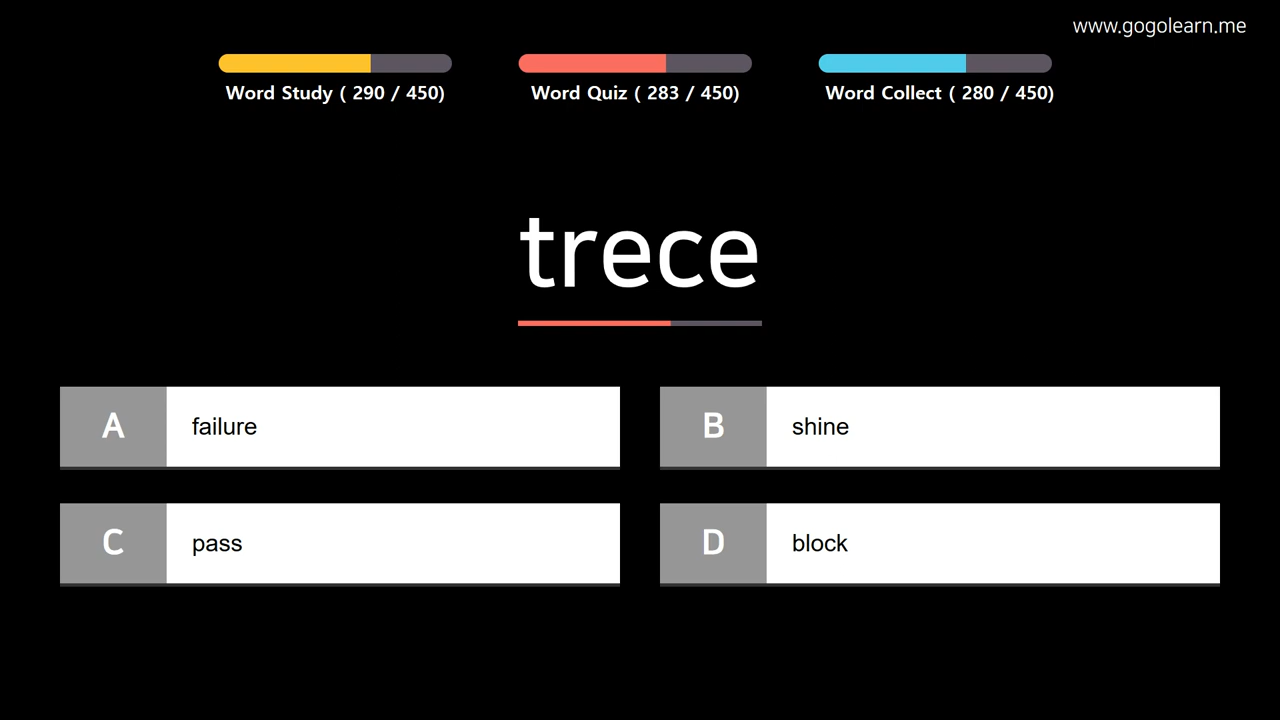 www.gogolearn.me
Word Study ( 290 / 450)
Word Quiz ( 283 / 450)
Word Collect ( 280 / 450)
trece
A failure
B shine
C pass
D block